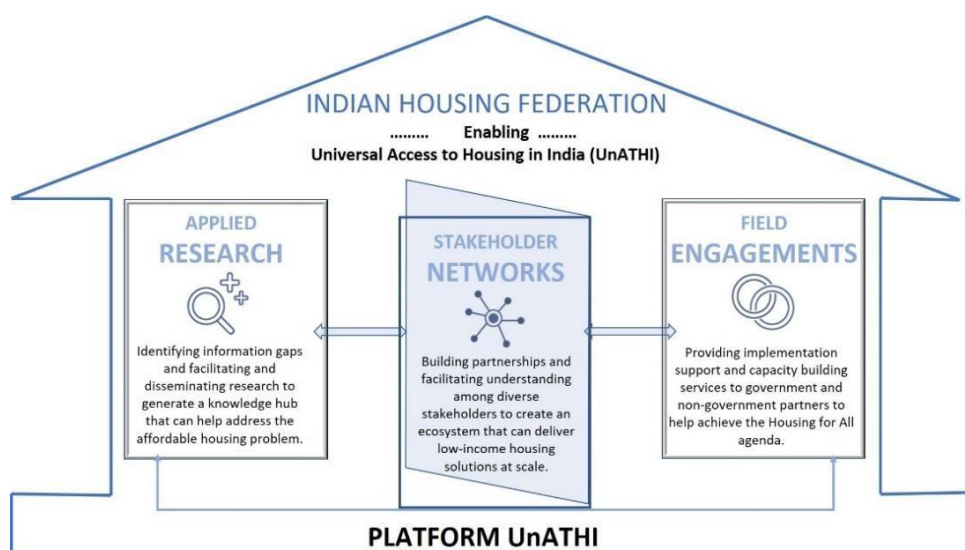 INDIAN HOUSING FEDERATION
......... Enabling .........
Universal Access to Housing in India (UnATHI)
APPLIED
RESEARCH
Identifying information gaps
and facilitating and
disseminating research to
generate a knowledge hub
that can help address the
affordable housing problem.
STAKEHOLDER
NETWORKS
Building partnerships and
facilitating understanding
among diverse
stakeholders to create an
ecosystem that can deliver
low-income housing
solutions at scale.
FIELD
ENGAGEMENTS
Providing implementation
support and capacity building
services to government and
non-government partners to
help achieve the Housing for All
agenda.
PLATFORM UnATHI